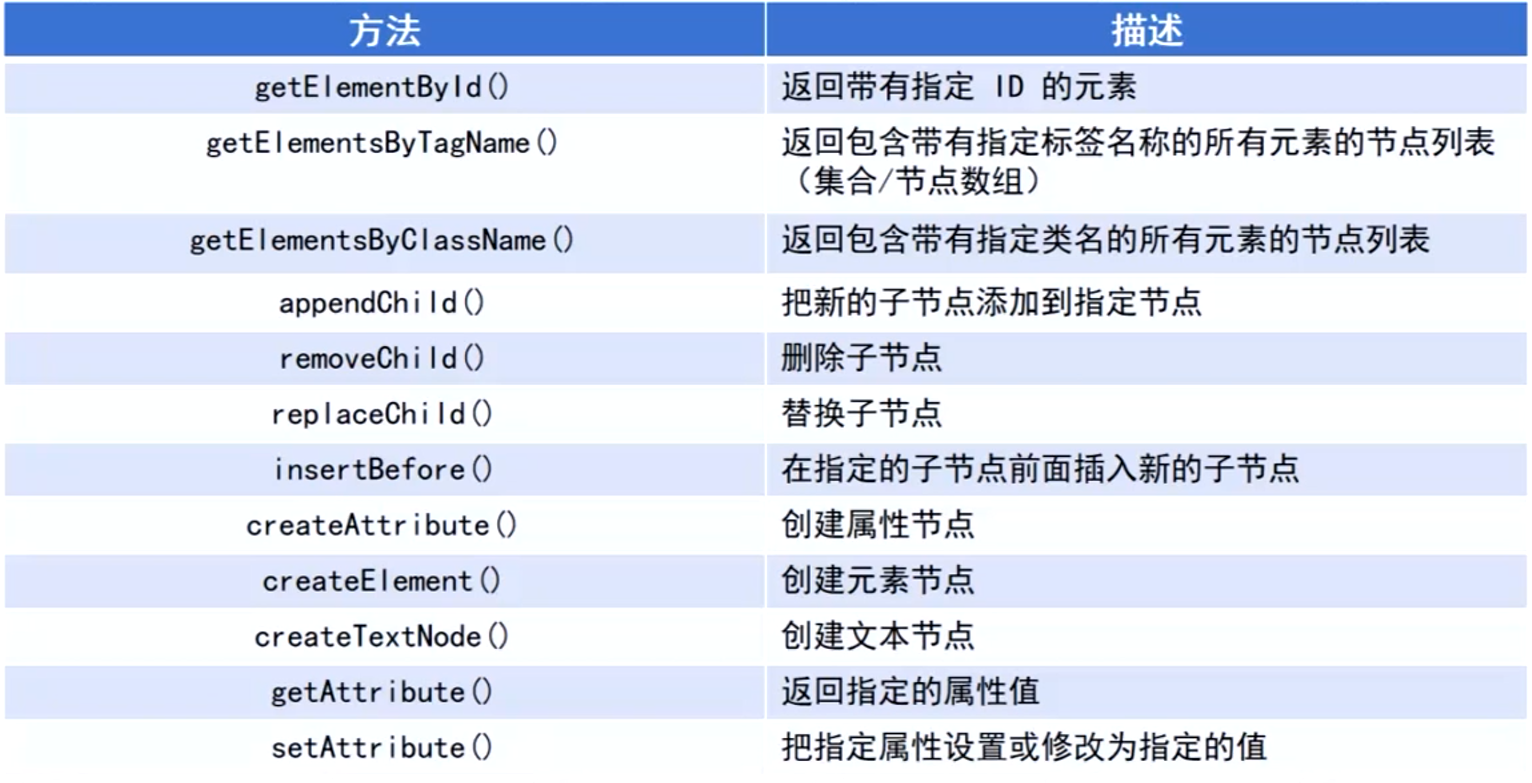 方法 描述
getElementById() 返回带有指定 ID 的元素
getElementsByTagName() 返回包含带有指定标签名称的所有元素的节点列表
（集合/节点数组）
getElementsByClassName() 返回包含带有指定类名的所有元素的节点列表
appendChild() 把新的子节点添加到指定节点
removeChild() 删除子节点
replaceChild() 替换子节点
insertBefore() 在指定的子节点前面插入新的子节点
createAttribute() 创建属性节点
createElement() 创建元素节点
createTextNode() 创建文本节点
getAttribute() 返回指定的属性值
setAttribute() 把指定属性设置或修改为指定的值